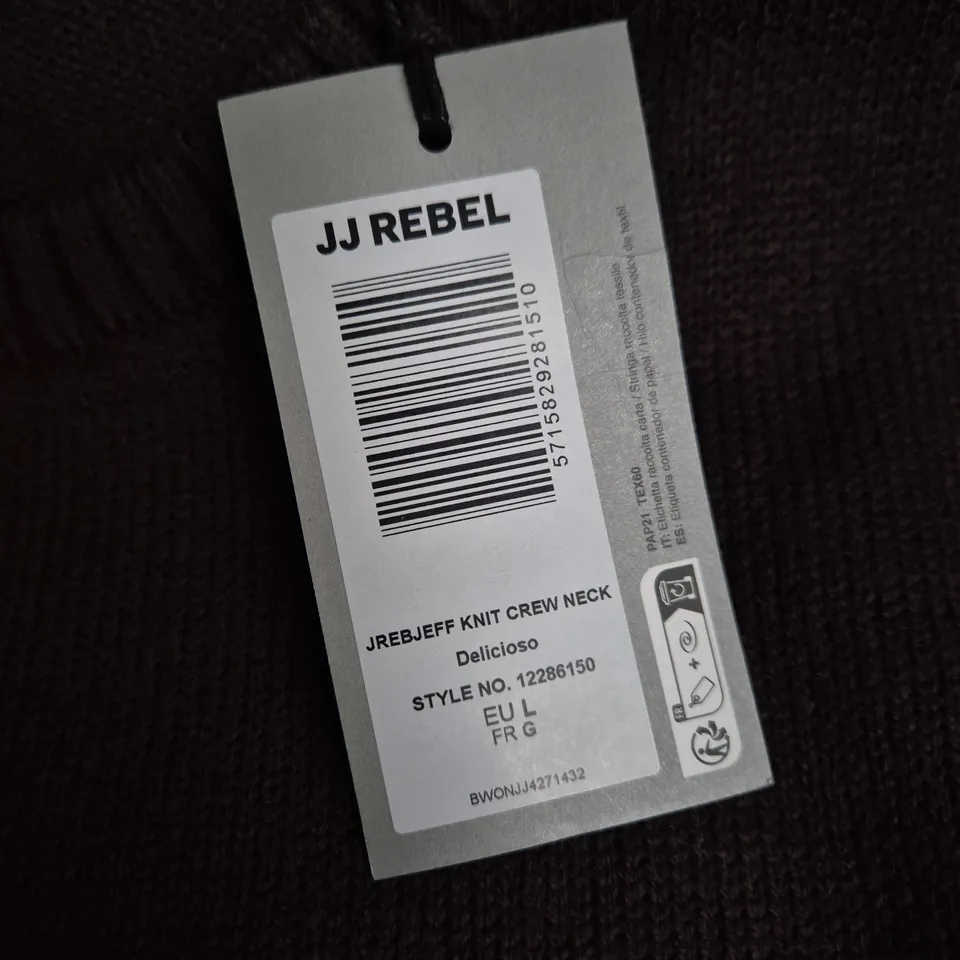 JJ REBEL
5715829281510
JREBJEFF KNIT CREW NECK
Delicioso
STYLE NO. 12286150
EU L
FR G
BWONJJ4271432
PAP21 TEX60
IT: Etichetta raccolta carta / Stringa raccolta tessile
ES: Etiqueta contenedor de papel / Hilo contenedor de textil
FR
+